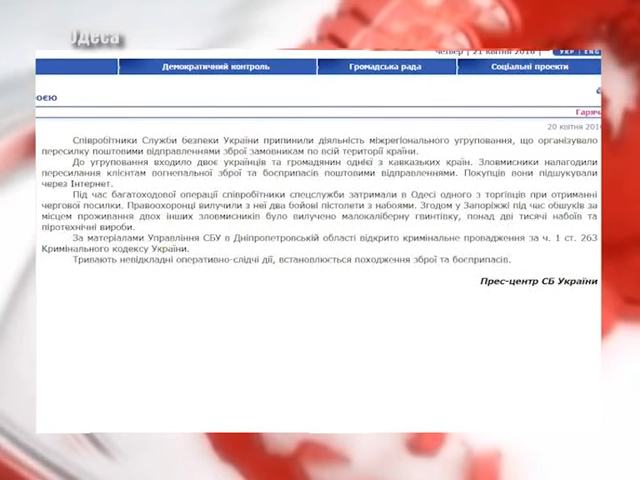 Одеса
четвер | 21 квітня 2016 |
УКР | ENG
Демократичний контроль
Громадська рада
Соціальні проекти
РОЄЮ
Гаряча
20 квітня 2016
Співробітники Служби безпеки України припинили діяльність міжрегіонального угруповання, що організувало
пересилку поштовими відправленнями зброї замовникам по всій території країни.
До угруповання входило двоє українців та громадянин однієї з кавказьких країн. Зловмисники налагодили
пересилання клієнтам вогнепальної зброї та боєприпасів поштовими відправленнями. Покупців вони підшукували
через Інтернет.
Під час багатоходової операції співробітники спецслужби затримали в Одесі одного з торгівців при отриманні
чергової посилки. Правоохоронці вилучили з неї два бойові пістолети з набоями. Згодом у Запоріжжі під час обшуків за
місцем проживання двох інших зловмисників було вилучено малокаліберну гвинтівку, понад дві тисячі набоїв та
піротехнічні вироби.
За матеріалами Управління СБУ в Дніпропетровській області відкрито кримінальне провадження за ч. 1 ст. 263
Кримінального кодексу України.
Тривають невідкладні оперативно-слідчі дії, встановлюється походження зброї та боєприпасів.
Прес-центр СБ України